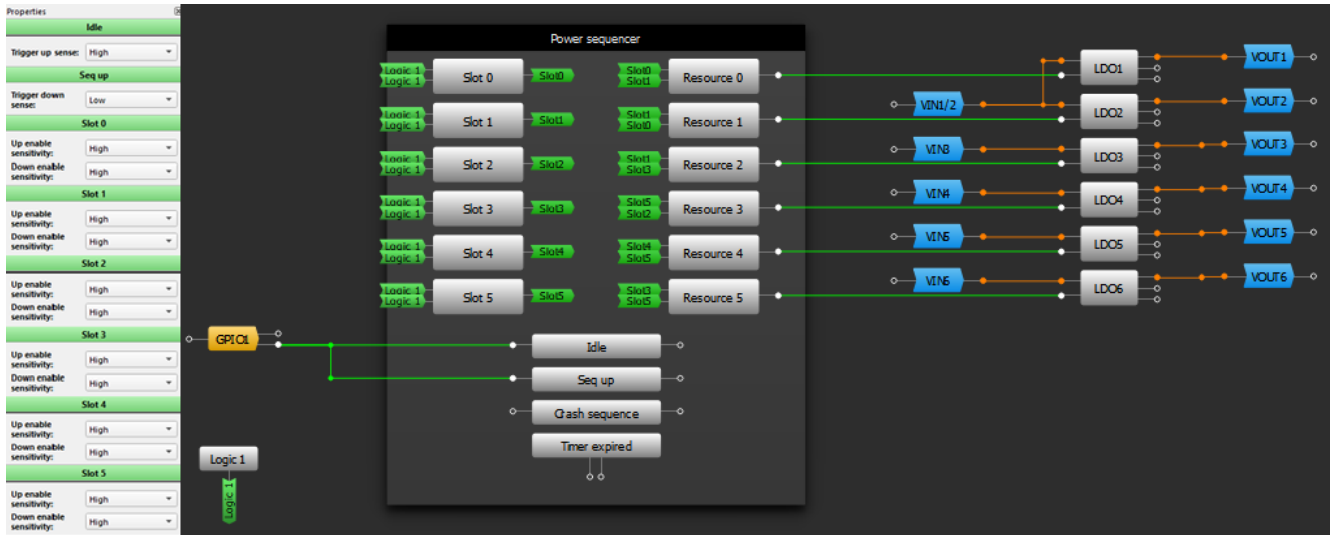 Properties
Idle
Trigger up sense: High
Seq up
Trigger down
sense: Low
Slot 0
Up enable
sensitivity: High
Down enable
sensitivity: High
Slot 1
Up enable
sensitivity: High
Down enable
sensitivity: High
Slot 2
Up enable
sensitivity: High
Down enable
sensitivity: High
Slot 3
Up enable
sensitivity: High
Down enable
sensitivity: High
Slot 4
Up enable
sensitivity: High
Down enable
sensitivity: High
Slot 5
Up enable
sensitivity: High
Down enable
sensitivity: High
GPIO1
Logic 1
Logic 1
Power sequencer
Logic 1
Logic 1
Slot 0
Slot0
Slot0
Slot1
Resource 0
Logic 1
Logic 1
Slot 1
Slot1
Slot1
Slot0
Resource 1
Logic 1
Logic 1
Slot 2
Slot2
Slot1
Slot3
Resource 2
Logic 1
Logic 1
Slot 3
Slot3
Slot5
Slot2
Resource 3
Logic 1
Logic 1
Slot 4
Slot4
Slot4
Slot5
Resource 4
Logic 1
Logic 1
Slot 5
Slot5
Slot3
Slot5
Resource 5
Idle
Seq up
Crash sequence
Timer expired
VIN1/2
VIN3
VIN4
VIN5
VIN6
LDO1
LDO2
LDO3
LDO4
LDO5
LDO6
VOUT1
VOUT2
VOUT3
VOUT4
VOUT5
VOUT6